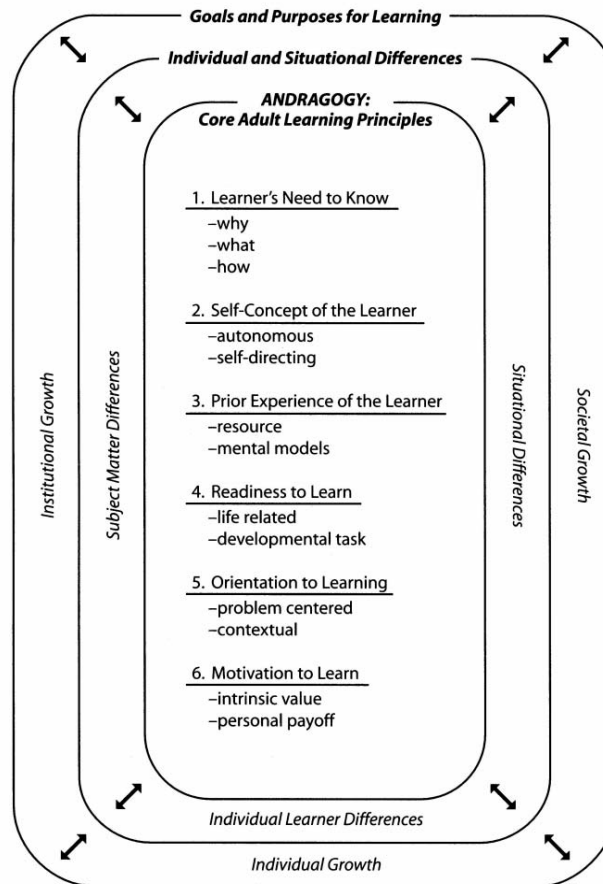 Goals and Purposes for Learning
Individual and Situational Differences
ANDRAGOGY:
Core Adult Learning Principles
1. Learner's Need to Know
–why
–what
–how
2. Self-Concept of the Learner
–autonomous
–self-directing
3. Prior Experience of the Learner
–resource
–mental models
4. Readiness to Learn
–life related
–developmental task
5. Orientation to Learning
–problem centered
–contextual
6. Motivation to Learn
–intrinsic value
–personal payoff
Institutional Growth
Subject Matter Differences
Situational Differences
Societal Growth
Individual Learner Differences
Individual Growth